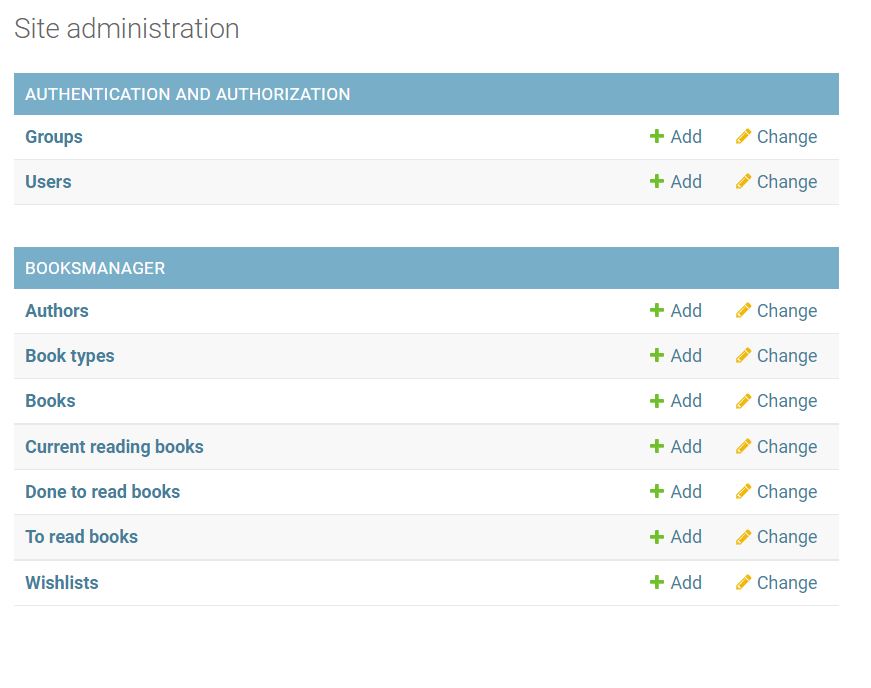 Site administration
AUTHENTICATION AND AUTHORIZATION
Groups Add Change
Users Add Change
BOOKSMANAGER
Authors Add Change
Book types Add Change
Books Add Change
Current reading books Add Change
Done to read books Add Change
To read books Add Change
Wishlists Add Change